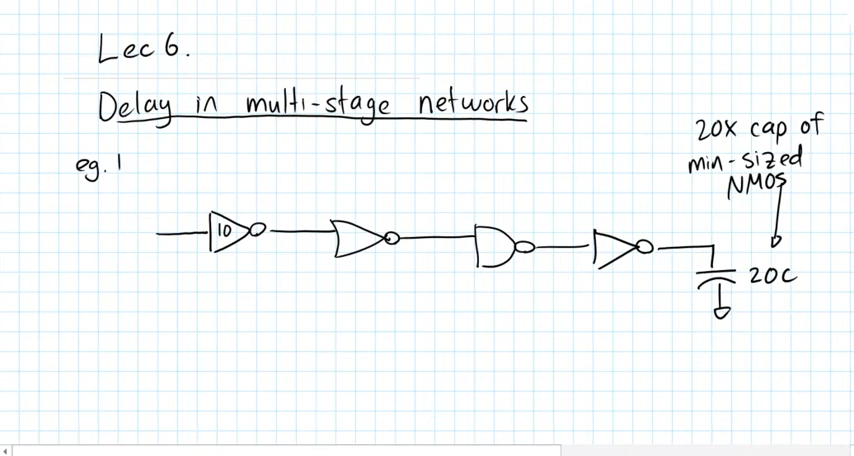 Lec 6.
Delay in multi-stage networks
eg. 1
20x cap of
min-sized
NMOS
10
20C